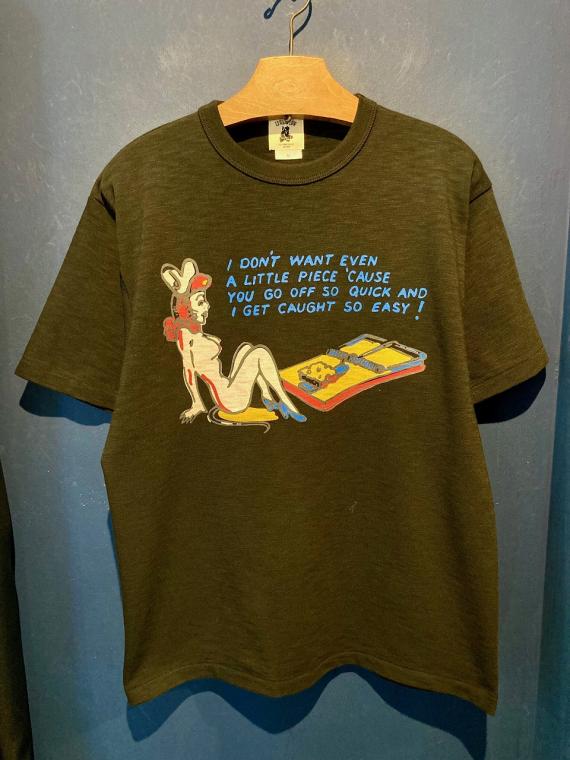 I DON'T WANT EVEN
A LITTLE PIECE 'CAUSE
YOU GO OFF SO QUICK AND
I GET CAUGHT SO EASY!